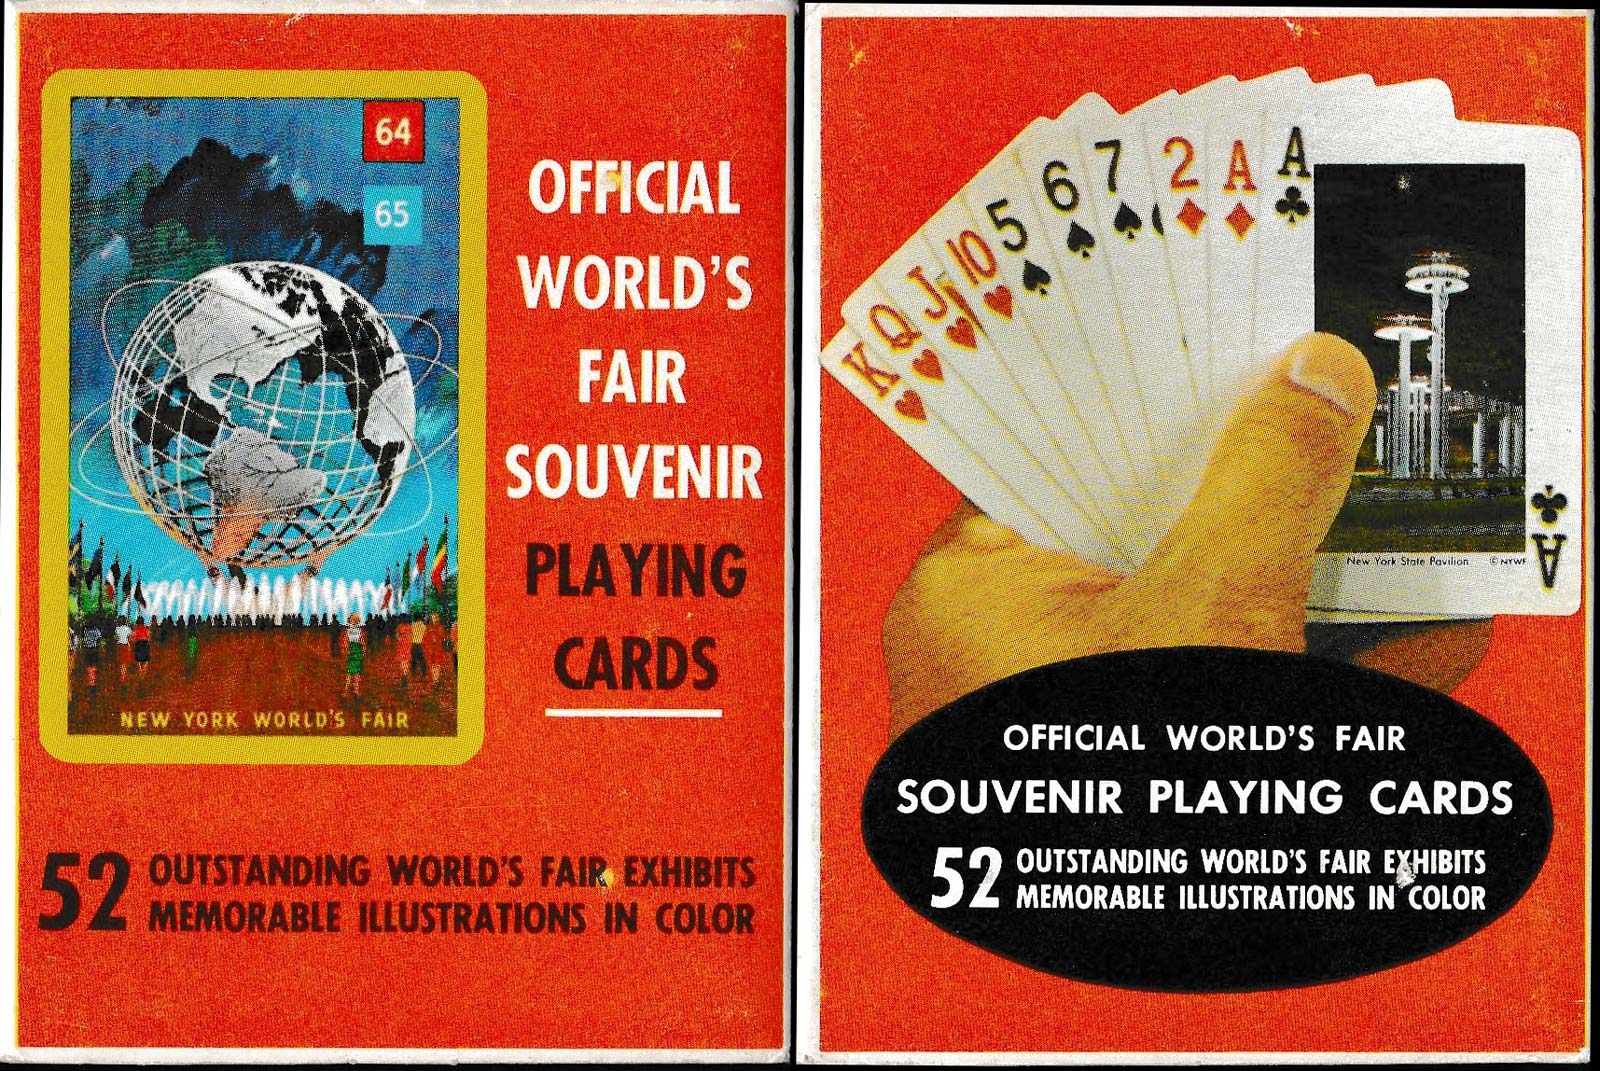 64
65
NEW YORK WORLD'S FAIR
OFFICIAL
WORLD'S
FAIR
SOUVENIR
PLAYING
CARDS
52 OUTSTANDING WORLD'S FAIR EXHIBITS
MEMORABLE ILLUSTRATIONS IN COLOR
K
Q
J
10
5
6
7
2
A
A
New York State Pavilion © NYWF
A
OFFICIAL WORLD'S FAIR
SOUVENIR PLAYING CARDS
52 OUTSTANDING WORLD'S FAIR EXHIBITS
MEMORABLE ILLUSTRATIONS IN COLOR